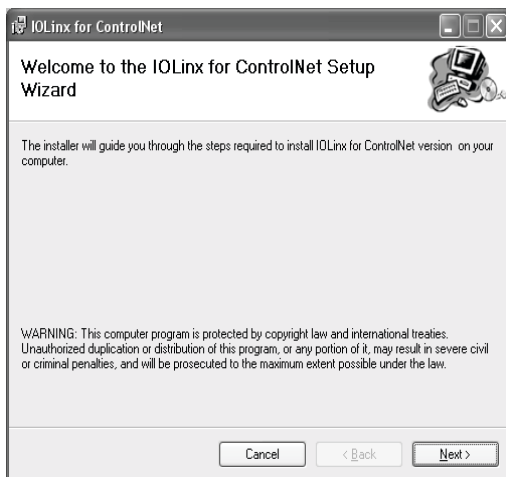 IOLinx for ControlNet
Welcome to the IOLinx for ControlNet Setup
Wizard
The installer will guide you through the steps required to install IOLinx for ControlNet version  on your
computer.
WARNING: This computer program is protected by copyright law and international treaties.
Unauthorized duplication or distribution of this program, or any portion of it, may result in severe civil
or criminal penalties, and will be prosecuted to the maximum extent possible under the law.
Cancel < Back Next >